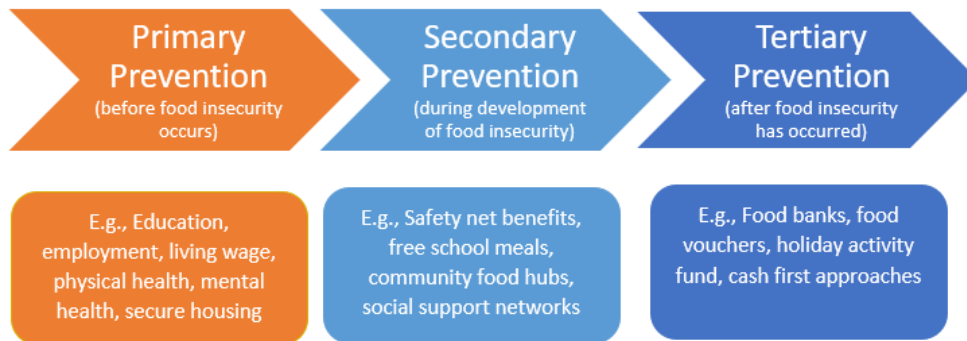 Primary
Prevention
(before food insecurity
occurs)
Secondary
Prevention
(during development
of food insecurity)
Tertiary
Prevention
(after food insecurity
has occurred)
E.g., Education,
employment, living wage,
physical health, mental
health, secure housing
E.g., Safety net benefits,
free school meals,
community food hubs,
social support networks
E.g., Food banks, food
vouchers, holiday activity
fund, cash first approaches